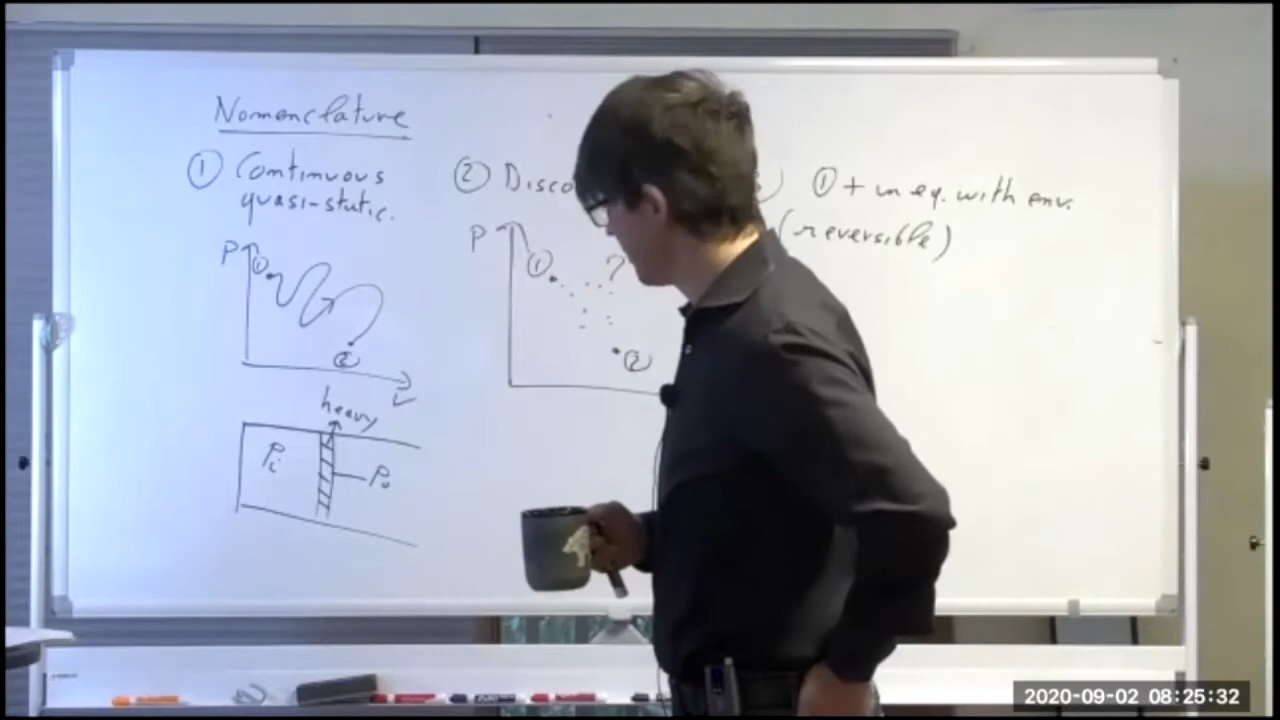 Nomenclature
① Continuous
quasi-static.
P
①
②
V
heavy
Pi
Po
② Disco
P
①
?
②
) ① + in eq. with env.
(reversible)
2020-09-02 08:25:32